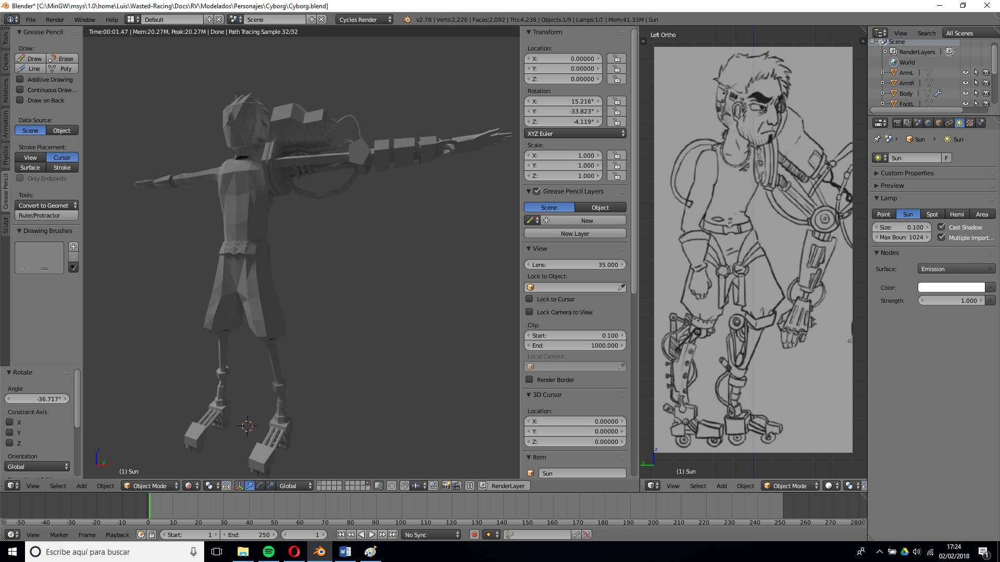 Blender* [C:\MinGW\msys\1.0\home\Luis\Wasted-Racing\Docs\RV\Modelados\Personajes\Cyborg\Cyborg.blend]
File Render Window Help Default Scene Cycles Render v2.78 | Verts:2,226 | Faces:2,092 | Tris:4,238 | Objects:1/9 | Lamps:1/1 | Mem:41.33M | Sun
Time:00:01.47 | Mem:20.27M, Peak:20.27M | Done | Path Tracing Sample 32/32
Tools
Create
Relations
Animation
Physics
Grease Pencil
Sculpt
Grease Pencil
Draw:
Draw Erase
Line Poly
Additive Drawing
Continuous Draw...
Draw on Back
Data Source:
Scene Object
Stroke Placement:
View Cursor
Surface Stroke
Only Endpoints
Tools:
Convert to Geomet
Ruler/Protractor
Drawing Brushes
Rotate
Angle
-36.717°
Constraint Axis
X
Y
Z
Orientation
Global
z
y
(1) Sun
Transform
Location:
X: 0.00000
Y: 0.00000
Z: 0.00000
Rotation:
X: 15.216°
Y: -33.823°
Z: -4.119°
XYZ Euler
Scale:
X: 1.000
Y: 1.000
Z: 1.000
Grease Pencil Layers
Scene Object
New
New Layer
View
Lens: 35.000
Lock to Object:
Lock to Cursor
Lock Camera to View
Clip:
Start: 0.100
End: 1000.000
Local Camera:
Render Border
3D Cursor
Location:
X: 0.00000
Y: 0.00000
Z: 0.00000
Item
Sun
Left Ortho
z
y
(1) Sun
View Search All Scenes
Scene
RenderLayers |
World
ArmL |
ArmR |
Body |
FootL |
Sun Sun
Sun F
Custom Properties
Preview
Lamp
Point Sun Spot Hemi Area
Size: 0.100 Cast Shadow
Max Boun: 1024 Multiple Import...
Nodes
Surface: Emission
Color:
Strength: 1.000
View Select Add Object Object Mode Global RenderLayer
View Select Add Object Object Mode
-50 -40 -30 -20 -10 0 10 20 30 40 50 60 70 80 90 100 110 120 130 140 150 160 170 180 190 200 210 220 230 240 250 260 270 280
View Marker Frame Playback Start: 1 End: 250 1 No Sync
Escribe aquí para buscar
17:24
02/02/2018
1